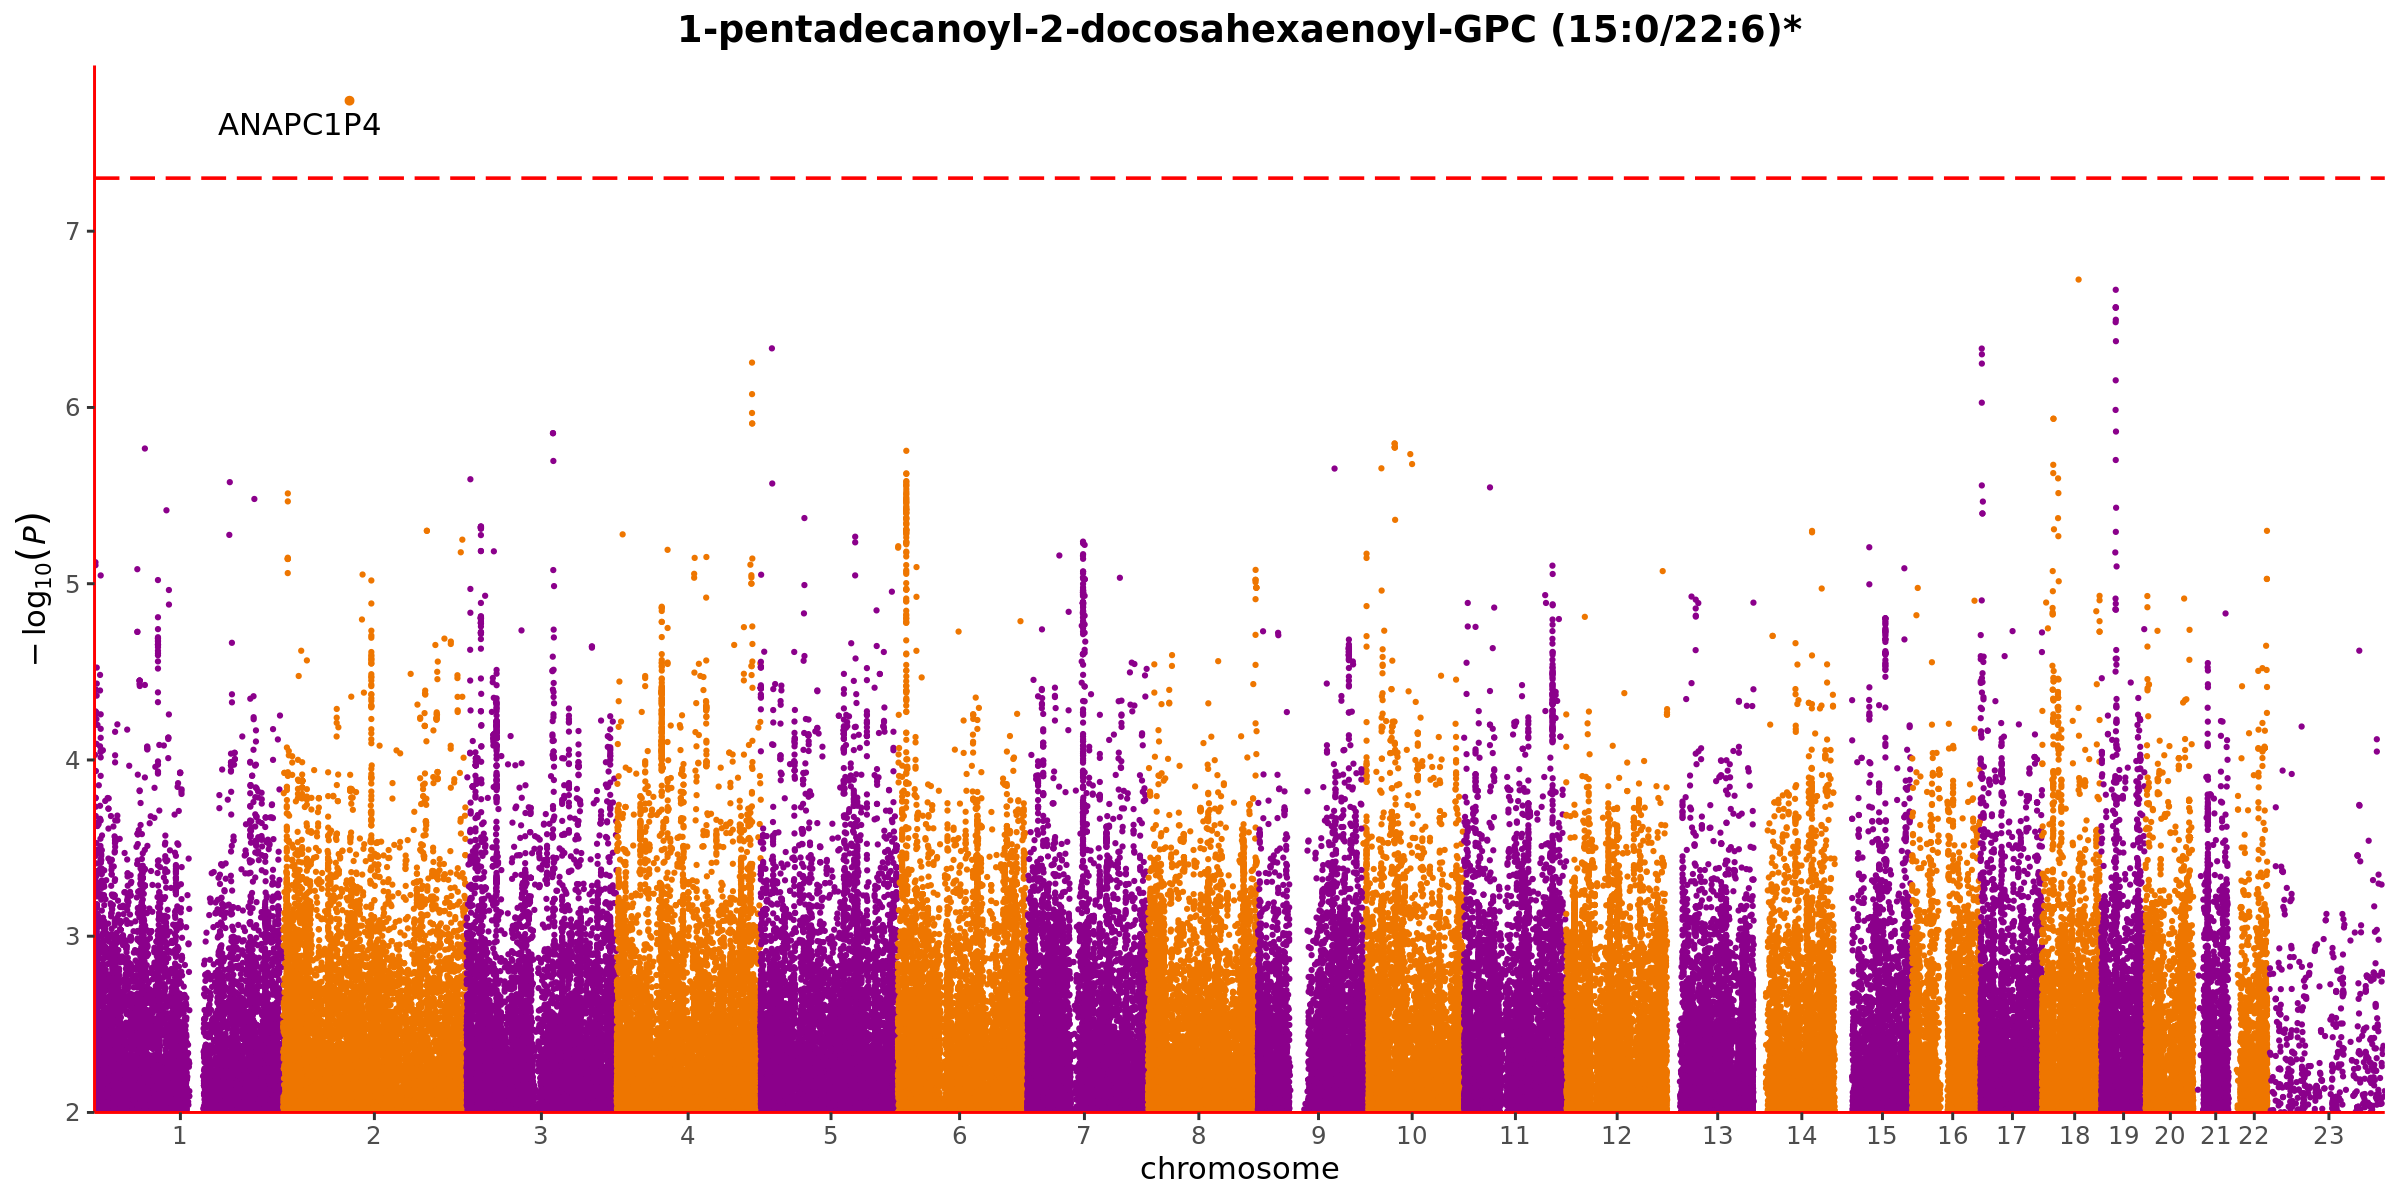 1-pentadecanoyl-2-docosahexaenoyl-GPC (15:0/22:6)*
ANAPC1P4
7
6
5
4
3
2
− log10(P)
1 2 3 4 5 6 7 8 9 10 11 12 13 14 15 16 17 18 19 20 21 22 23
chromosome